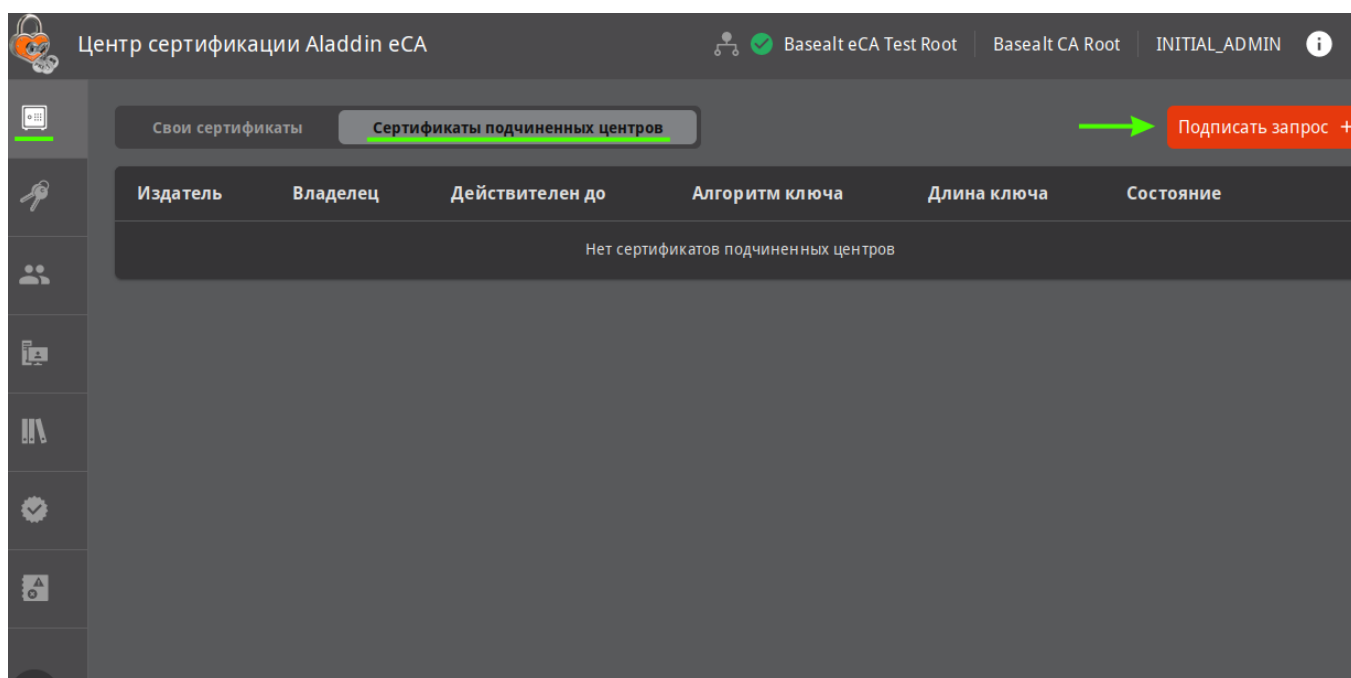 Центр сертификации Aladdin eCA
Basealt eCA Test Root Basealt CA Root INITIAL_ADMIN
Свои сертификаты Сертификаты подчиненных центров Подписать запрос +
Издатель Владелец Действителен до Алгоритм ключа Длина ключа Состояние
Нет сертификатов подчиненных центров